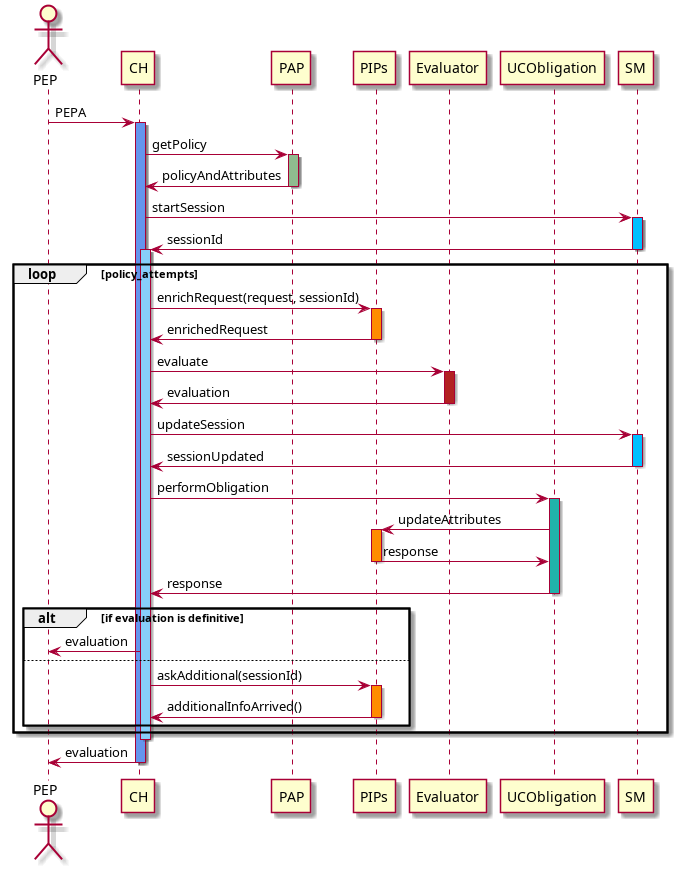 PEP
CH
PAP
PIPs
Evaluator
UCObligation
SM
PEPA
getPolicy
policyAndAttributes
startSession
sessionId
loop [policy_attempts]
enrichRequest(request, sessionId)
enrichedRequest
evaluate
evaluation
updateSession
sessionUpdated
performObligation
updateAttributes
response
response
alt [if evaluation is definitive]
evaluation
askAdditional(sessionId)
additionalInfoArrived()
evaluation
PEP
CH
PAP
PIPs
Evaluator
UCObligation
SM